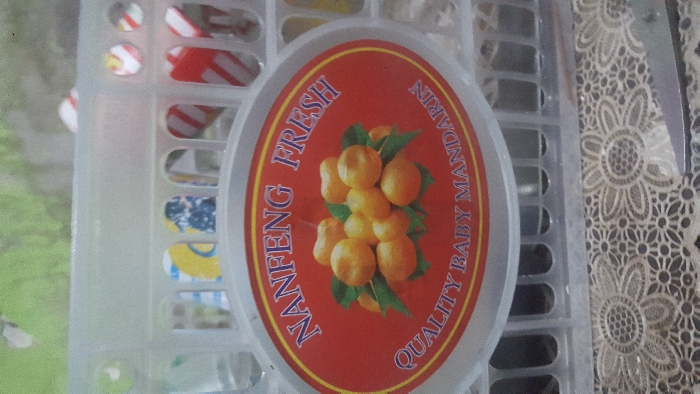 NANFENG FRESH
QUALITY BABY MANDARIN